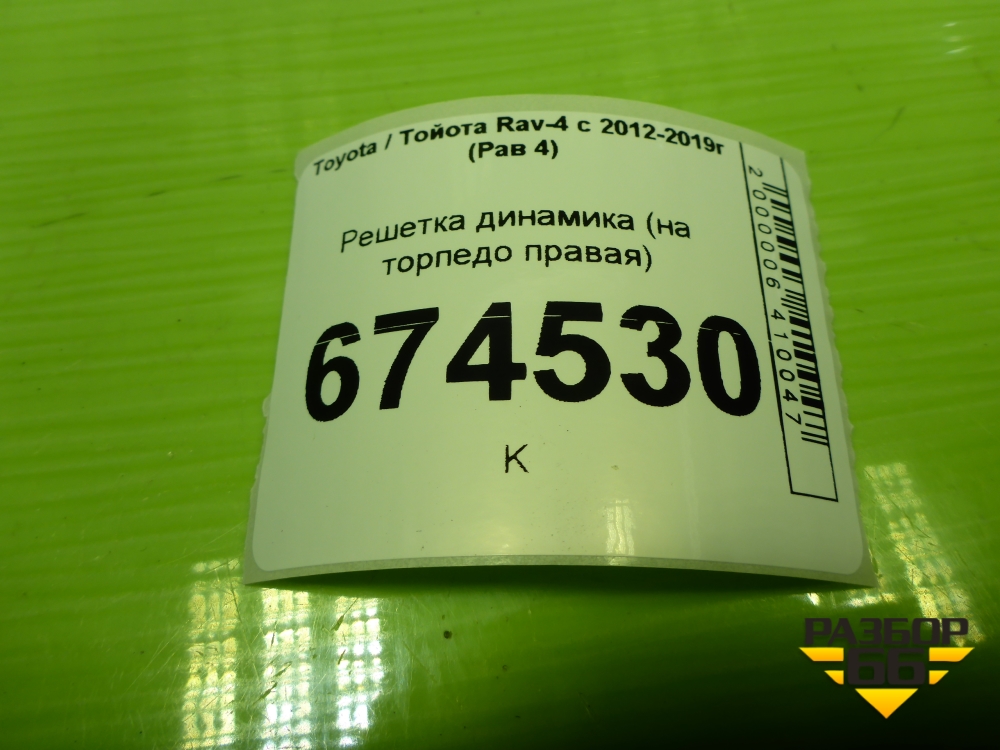 Toyota / Тойота Rav-4 с 2012-2019г
(Рав 4)
Решетка динамика (на
торпедо правая)
674530
К
2000006410047
РАЗБОР
66